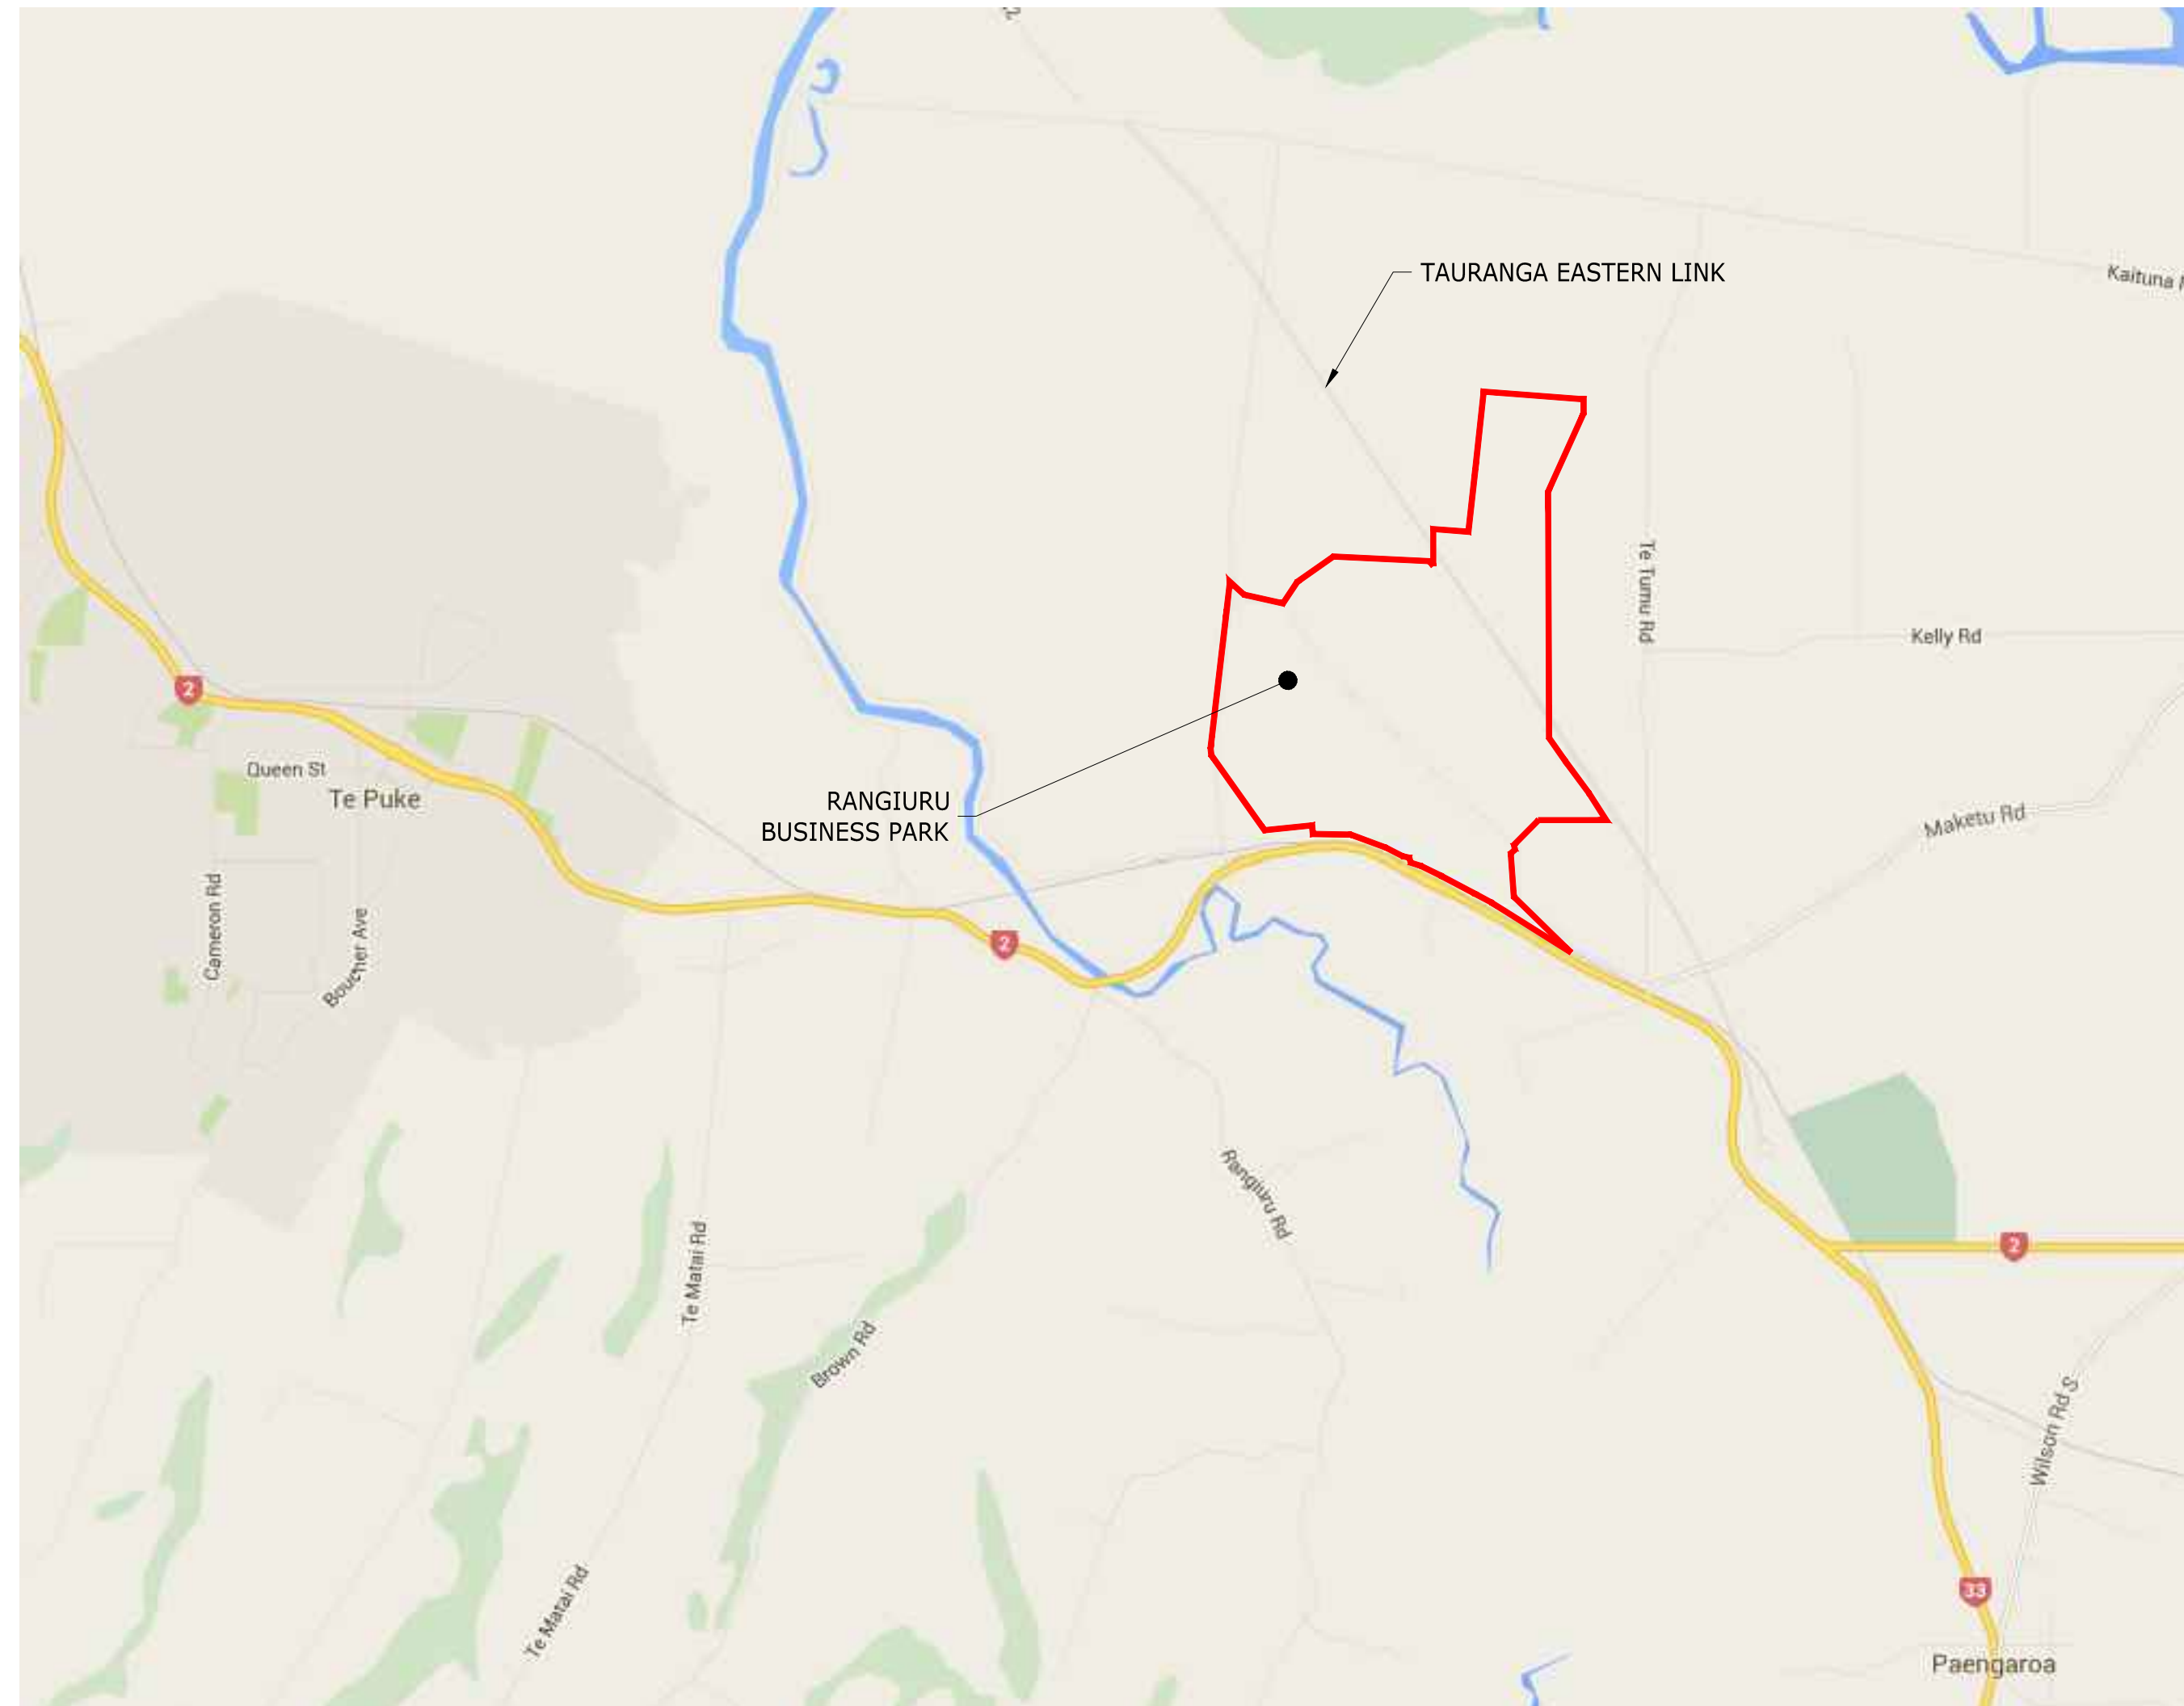 TAURANGA EASTERN LINK
Kaituna
Te Tumu Rd
Kelly Rd
2
Queen St
Te Puke
RANGIURU
BUSINESS PARK
Maketu Rd
Cameron Rd
Boucher Ave
2
Rangiuru Rd
Te Matai Rd
2
Brown Rd
Wilson Rd S
Te Matai Rd
33
Paengaroa